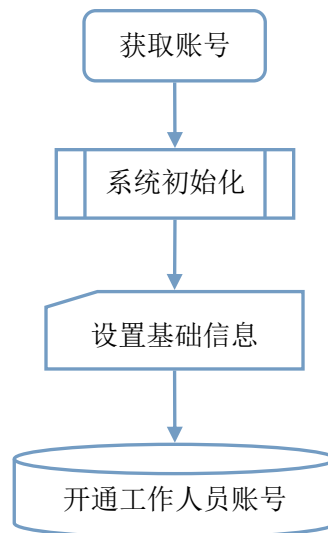 获取账号
系统初始化
设置基础信息
开通工作人员账号